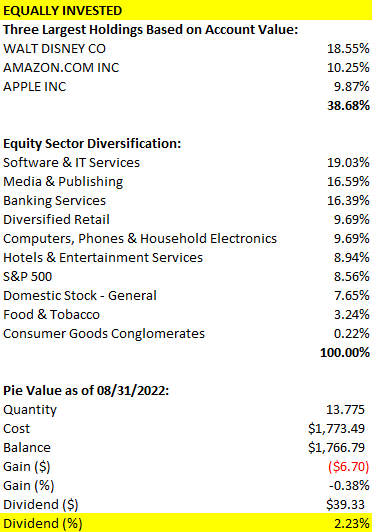 EQUALLY INVESTED
Three Largest Holdings Based on Account Value:
WALT DISNEY CO 18.55%
AMAZON.COM INC 10.25%
APPLE INC 9.87%
38.68%
Equity Sector Diversification:
Software & IT Services 19.03%
Media & Publishing 16.59%
Banking Services 16.39%
Diversified Retail 9.69%
Computers, Phones & Household Electronics 9.69%
Hotels & Entertainment Services 8.94%
S&P 500 8.56%
Domestic Stock - General 7.65%
Food & Tobacco 3.24%
Consumer Goods Conglomerates 0.22%
100.00%
Pie Value as of 08/31/2022:
Quantity 13.775
Cost $1,773.49
Balance $1,766.79
Gain ($) ($6.70)
Gain (%) -0.38%
Dividend ($) $39.33
Dividend (%) 2.23%